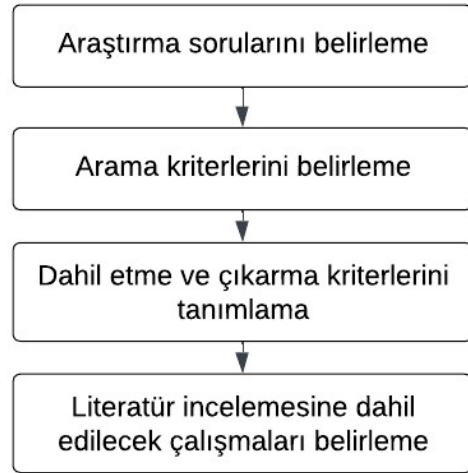 Araştırma sorularını belirleme
Arama kriterlerini belirleme
Dahil etme ve çıkarma kriterlerini
tanımlama
Literatür incelemesine dahil
edilecek çalışmaları belirleme